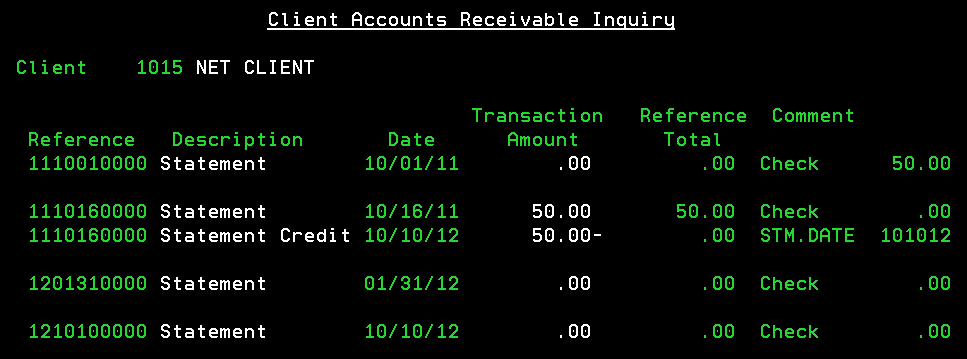 Client Accounts Receivable Inquiry
Client 1015 NET CLIENT
Transaction Reference Comment
Reference Description Date Amount Total
1110010000 Statement 10/01/11 .00 .00 Check 50.00
1110160000 Statement 10/16/11 50.00 50.00 Check .00
1110160000 Statement Credit 10/10/12 50.00- .00 STM.DATE 101012
1201310000 Statement 01/31/12 .00 .00 Check .00
1210100000 Statement 10/10/12 .00 .00 Check .00